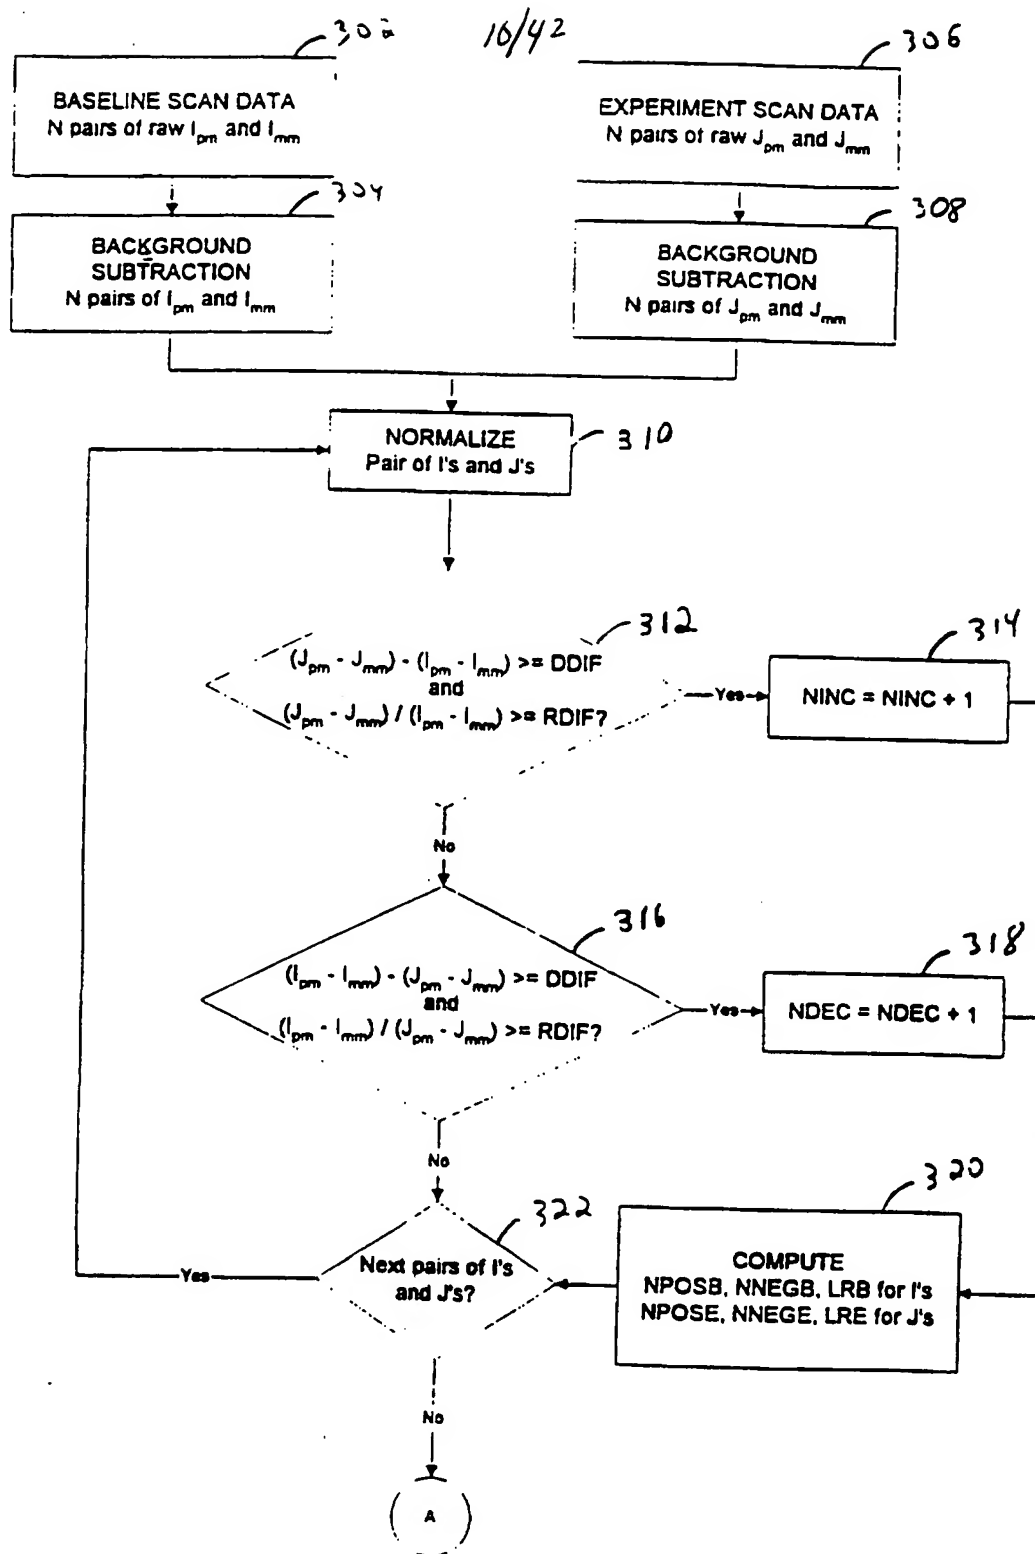 302
10/42
306
BASELINE SCAN DATA
N pairs of raw Ipm and Imm
EXPERIMENT SCAN DATA
N pairs of raw Jpm and Jmm
304
308
BACKGROUND
SUBTRACTION
N pairs of Ipm and Imm
BACKGROUND
SUBTRACTION
N pairs of Jpm and Jmm
NORMALIZE
Pair of I's and J's
310
312
(Jpm - Jmm) - (Ipm - Imm) >= DDIF
and
(Jpm - Jmm) / (Ipm - Imm) >= RDIF?
Yes
314
NINC = NINC + 1
No
316
(Ipm - Imm) - (Jpm - Jmm) >= DDIF
and
(Ipm - Imm) / (Jpm - Jmm) >= RDIF?
Yes
318
NDEC = NDEC + 1
No
322
Next pairs of I's
and J's?
Yes
320
COMPUTE
NPOSB, NNEGB, LRB for I's
NPOSE, NNEGE, LRE for J's
No
A